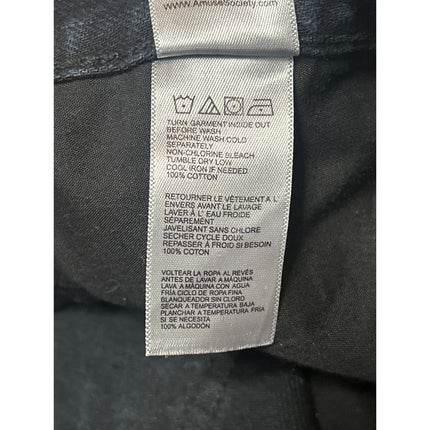 www.AmuseSociety.com
TURN GARMENT INSIDE OUT
BEFORE WASH
MACHINE WASH COLD
SEPARATELY
NON-CHLORINE BLEACH
TUMBLE DRY LOW
COOL IRON IF NEEDED
100% COTTON
RETOURNER LE VÊTEMENT A L'
ENVERS AVANT LE LAVAGE
LAVER À L' EAU FROIDE
SÉPARÉMENT
JAVELISANT SANS CHLORE
SECHER CYCLE DOUX
REPASSER À FROID SI BESOIN
100% COTON
VOLTEAR LA ROPA AL REVÉS
ANTES DE LAVAR A MÁQUINA
LAVA A MÁQUINA CON AGUA
FRÍA CICLO DE ROPA FINA
BLANQUEADOR SIN CLORO
SECAR A TEMPERATURA BAJA
PLANCHAR A TEMPERATURA FRÍA
SI SE NECESITA
100% ALGODÓN